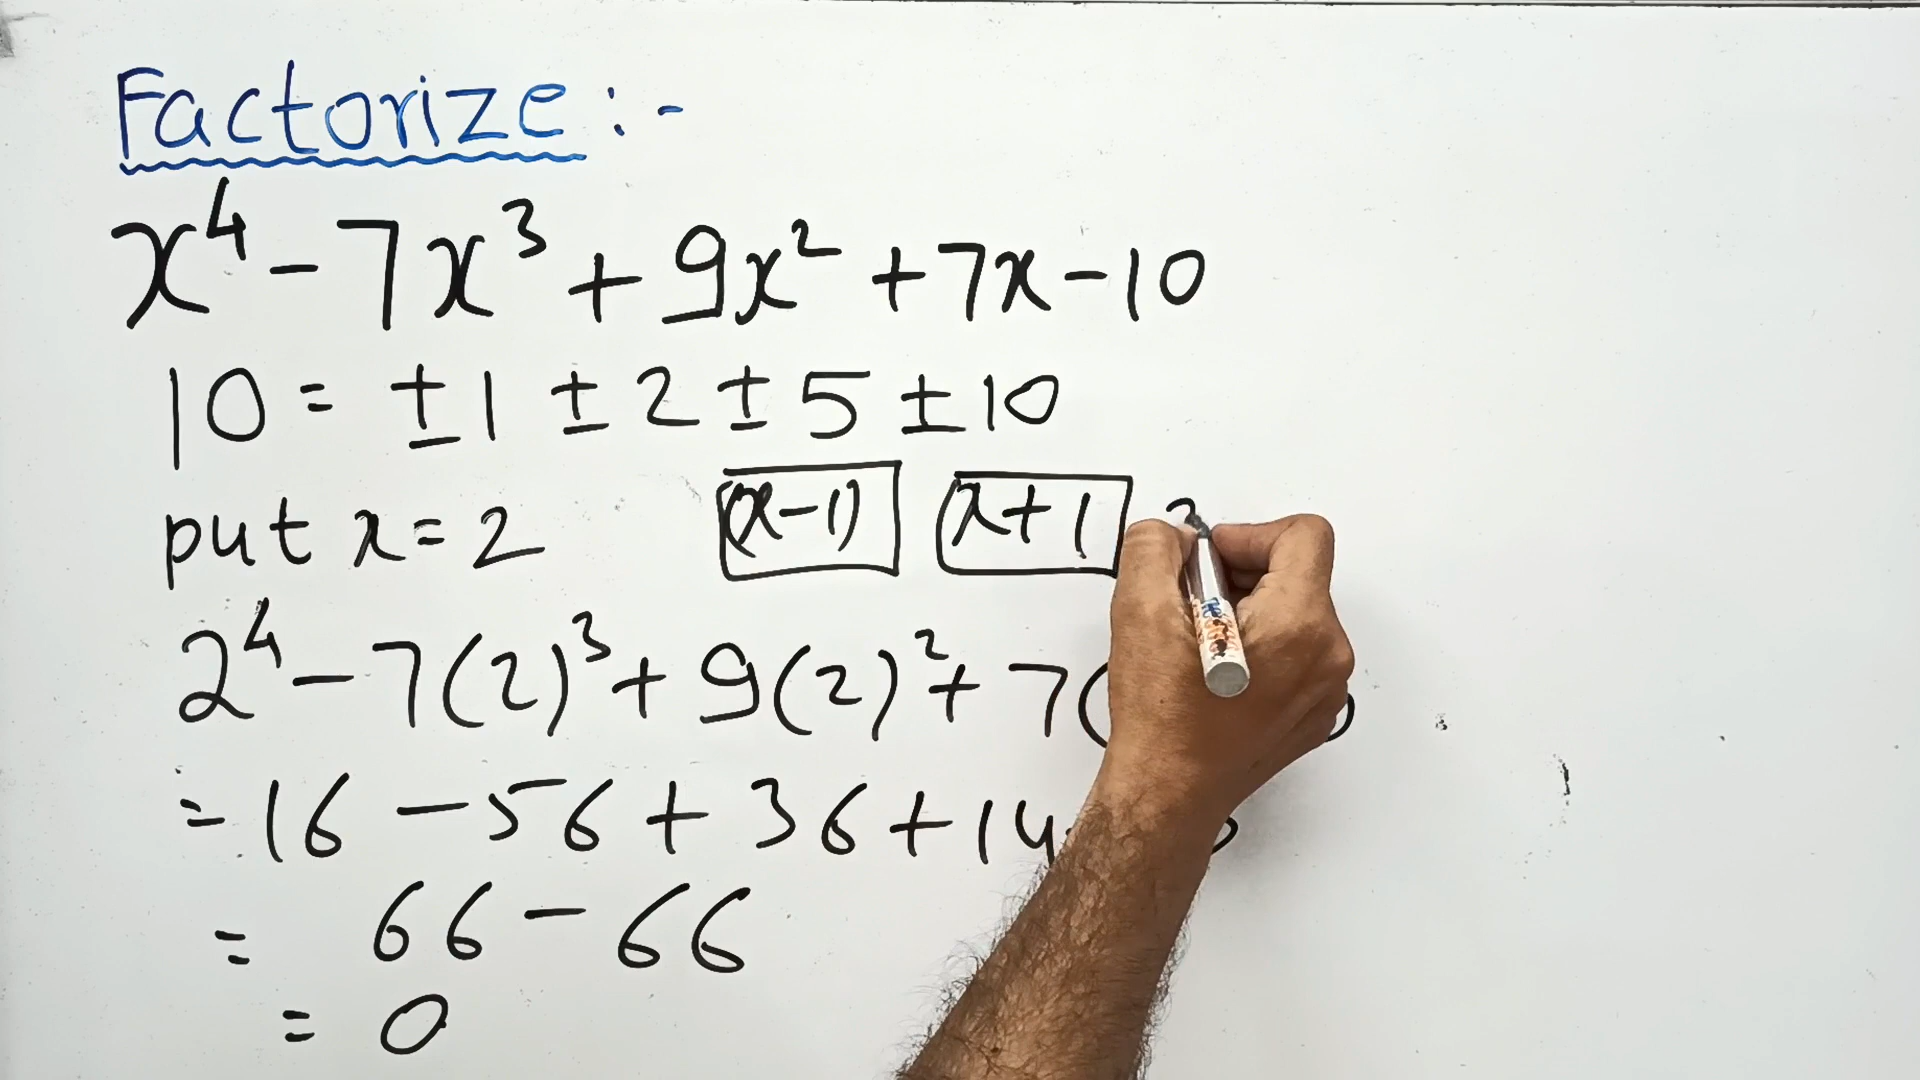 Factorize :-
x⁴ - 7x³ + 9x² + 7x - 10
10 = ±1 ±2 ±5 ±10
put x = 2 (x-1) (x+1
2⁴ - 7(2)³ + 9(2)² + 7(
= 16 - 56 + 36 + 14
= 66 - 66
= 0